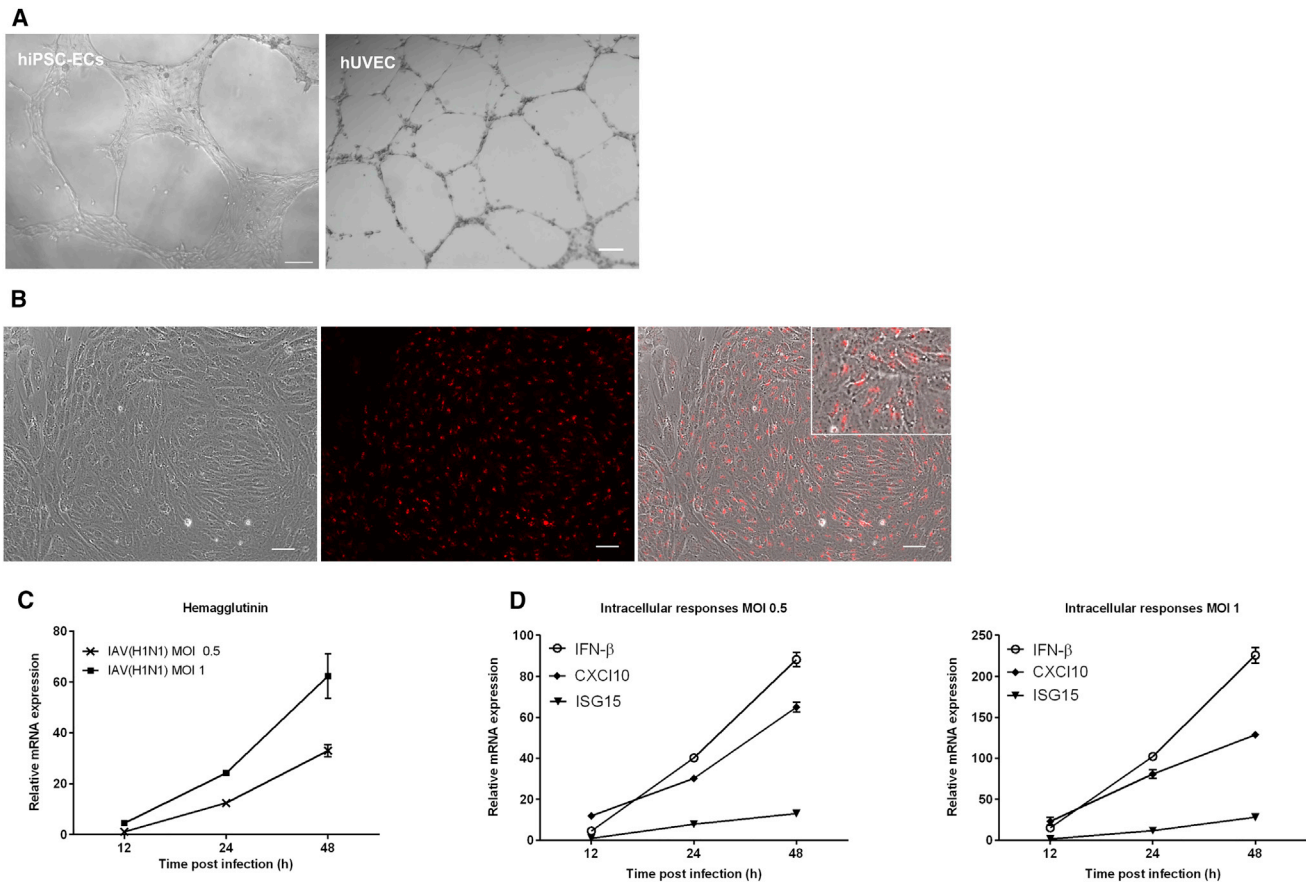 A
hiPSC-ECs
hUVEC
B
C
Hemagglutinin
80
60
40
20
0
Relative mRNA expression
IAV(H1N1) MOI 0.5
IAV(H1N1) MOI 1
12
24
48
Time post infection (h)
D
Intracellular responses MOI 0.5
100
80
60
40
20
0
Relative mRNA expression
IFN-β
CXCl10
ISG15
12
24
48
Time post infection (h)
Intracellular responses MOI 1
250
200
150
100
50
0
Relative mRNA expression
IFN-β
CXCl10
ISG15
12
24
48
Time post infection (h)